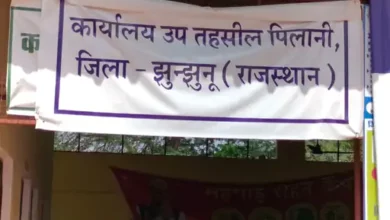 कार्यालय उप तहसील पिलानी,
जिला - झुन्झुनू ( राजस्थान )